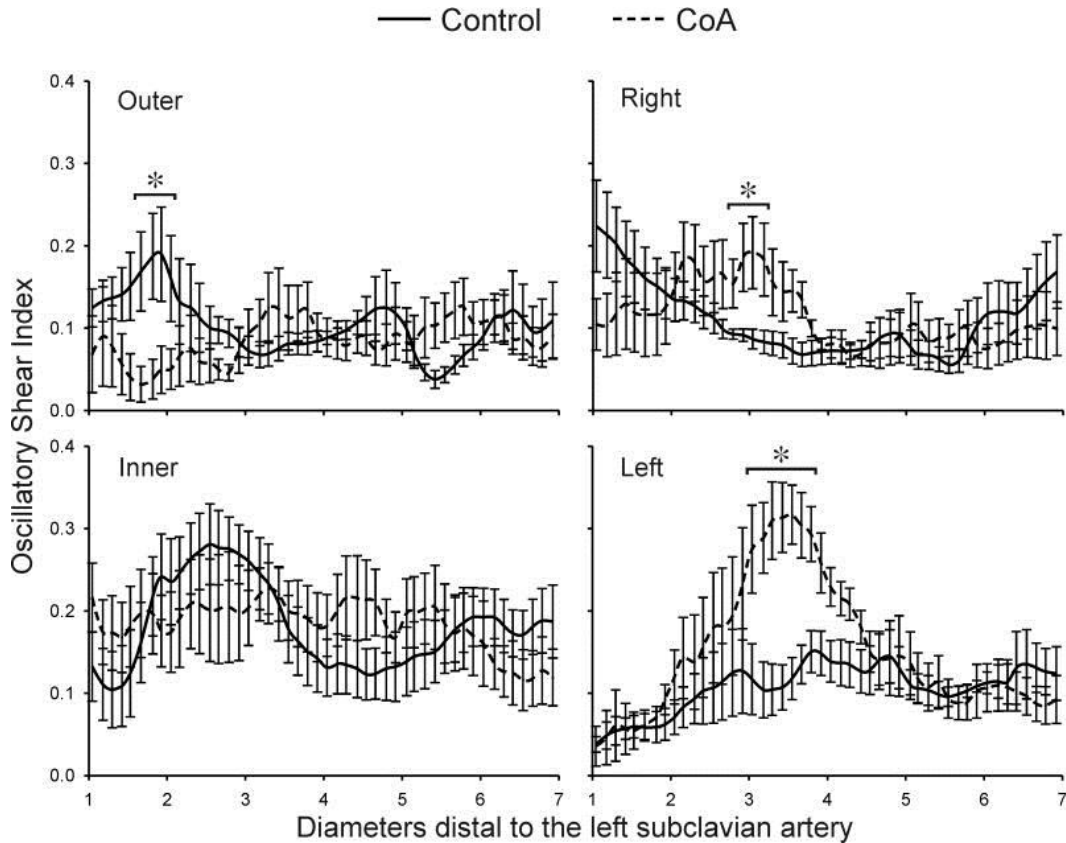 Control CoA
Outer
Right
*
*
0.4
0.3
0.2
0.1
0.0
Inner
Left
*
0.4
0.3
0.2
0.1
0.0
1 2 3 4 5 6 7
1 2 3 4 5 6 7
Oscillatory Shear Index
Diameters distal to the left subclavian artery